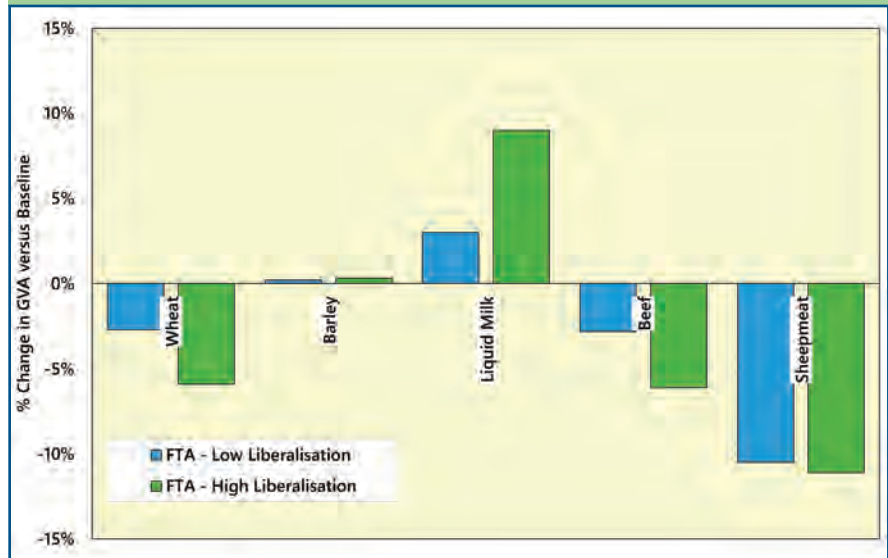 15%
10%
5%
0%
-5%
-10%
-15%
% Change in GVA versus Baseline
Wheat
Barley
Liquid Milk
Beef
Sheepmeat
FTA - Low Liberalisation
FTA - High Liberalisation